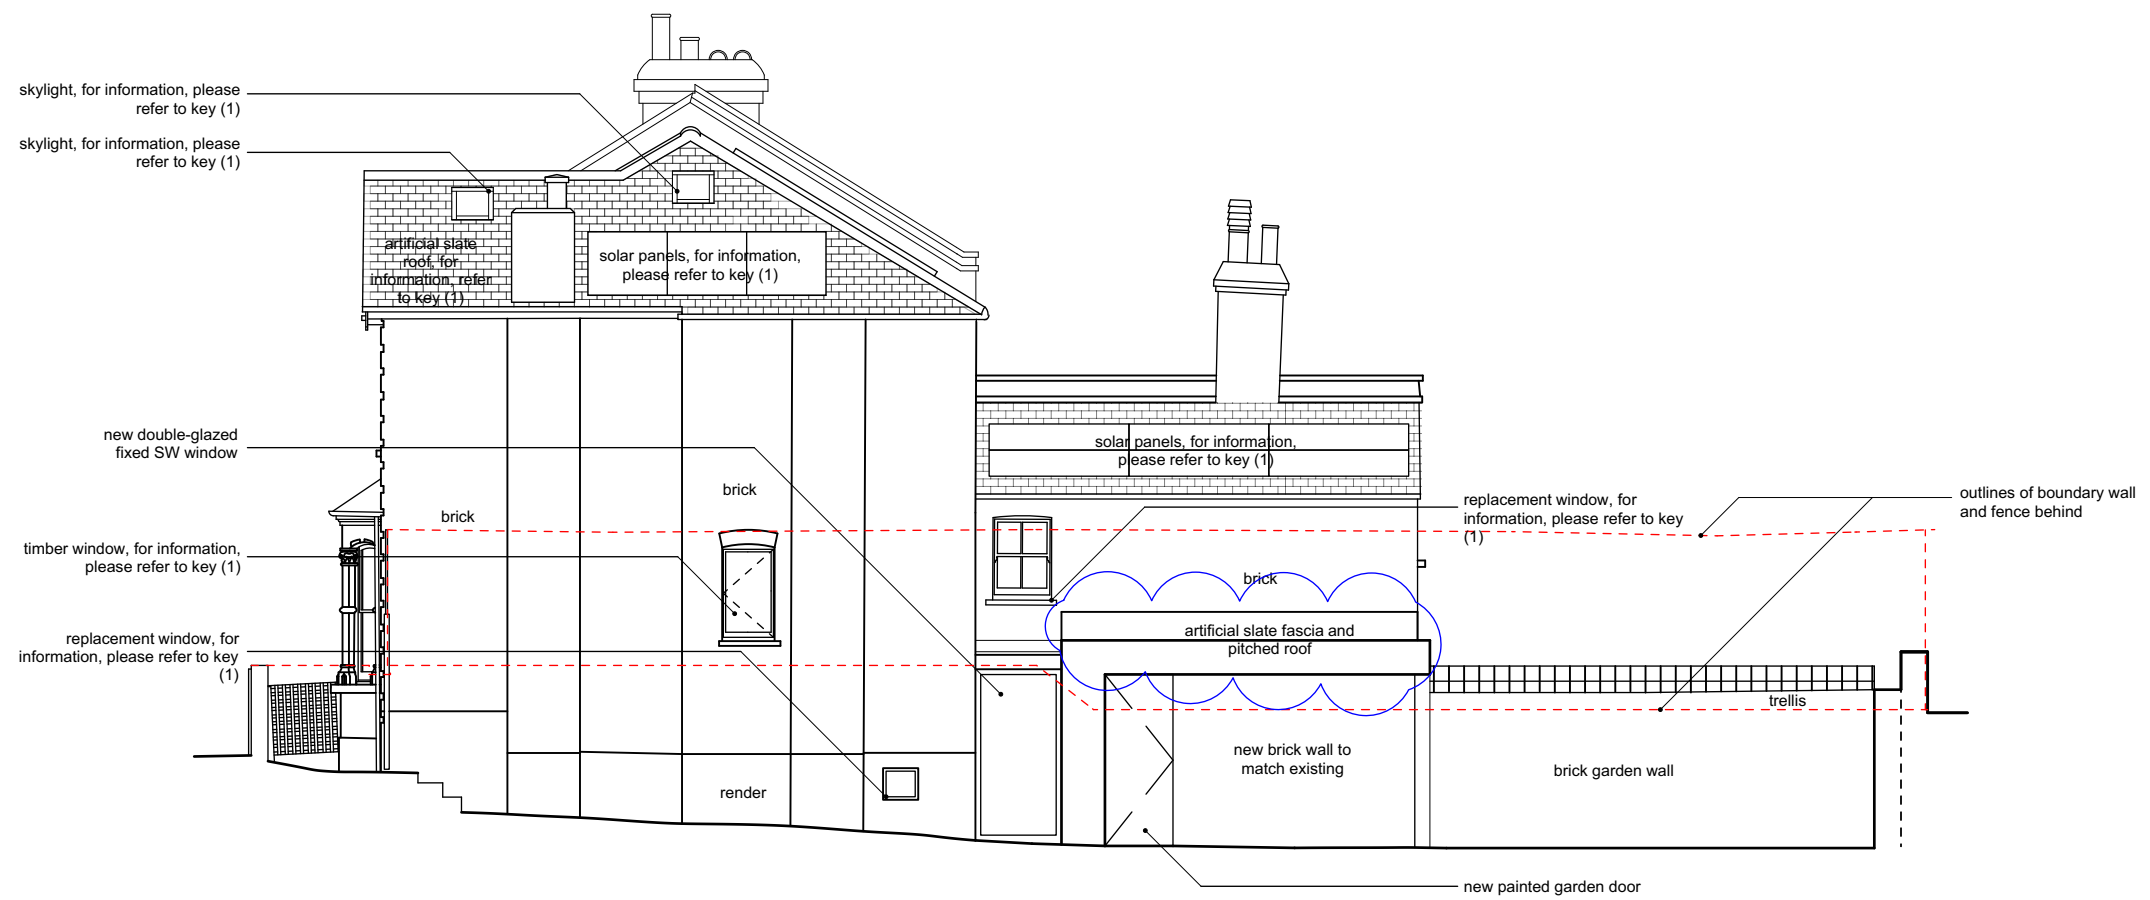 skylight, for information, please
refer to key (1)
skylight, for information, please
refer to key (1)
artificial slate
roof, for
information, refer
to key (1)
solar panels, for information,
please refer to key (1)
new double-glazed
fixed SW window
solar panels, for information,
please refer to key (1)
brick
brick
replacement window, for
information, please refer to key
(1)
outlines of boundary wall
and fence behind
timber window, for information,
please refer to key (1)
brick
artificial slate fascia and
pitched roof
replacement window, for
information, please refer to key
(1)
trellis
new brick wall to
match existing
brick garden wall
render
new painted garden door